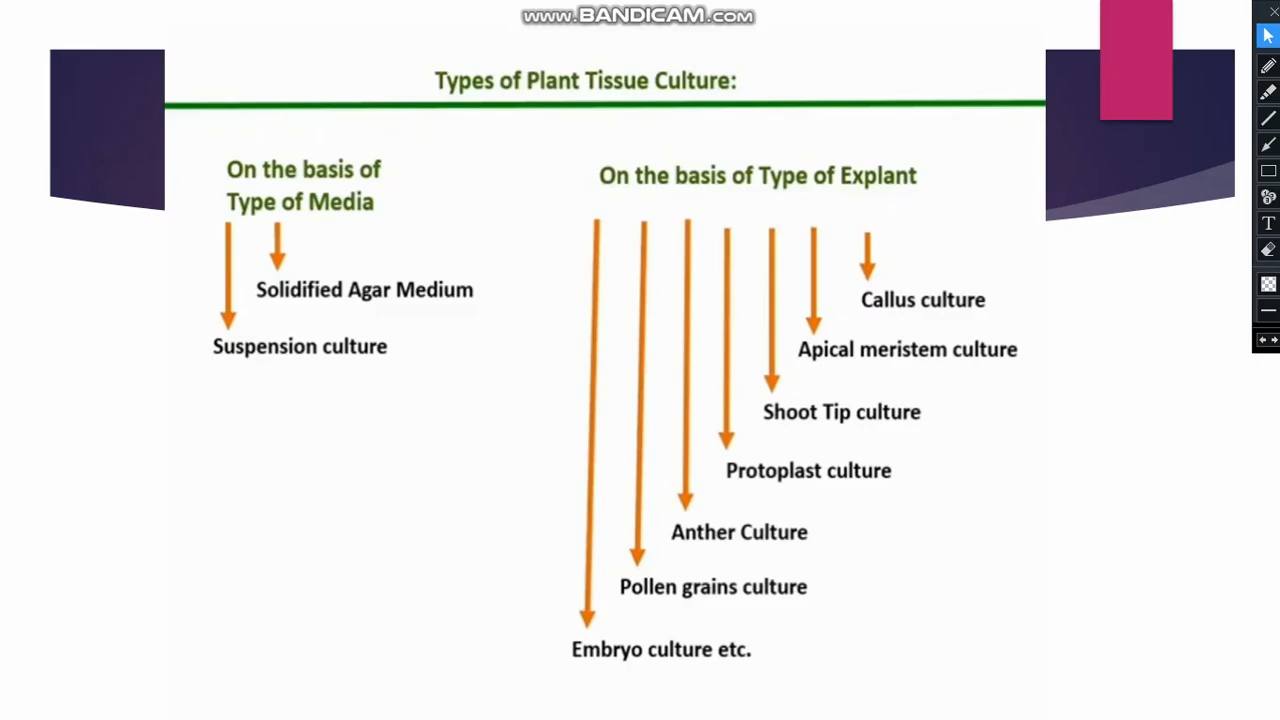 www.BANDICAM.com
Types of Plant Tissue Culture:
On the basis of
Type of Media
Solidified Agar Medium
Suspension culture
On the basis of Type of Explant
Callus culture
Apical meristem culture
Shoot Tip culture
Protoplast culture
Anther Culture
Pollen grains culture
Embryo culture etc.
T